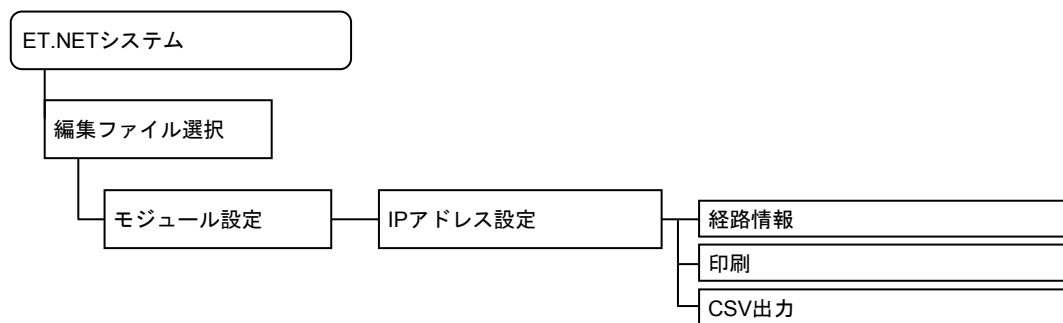 ET.NETシステム
編集ファイル選択
モジュール設定
IPアドレス設定
経路情報
印刷
CSV出力